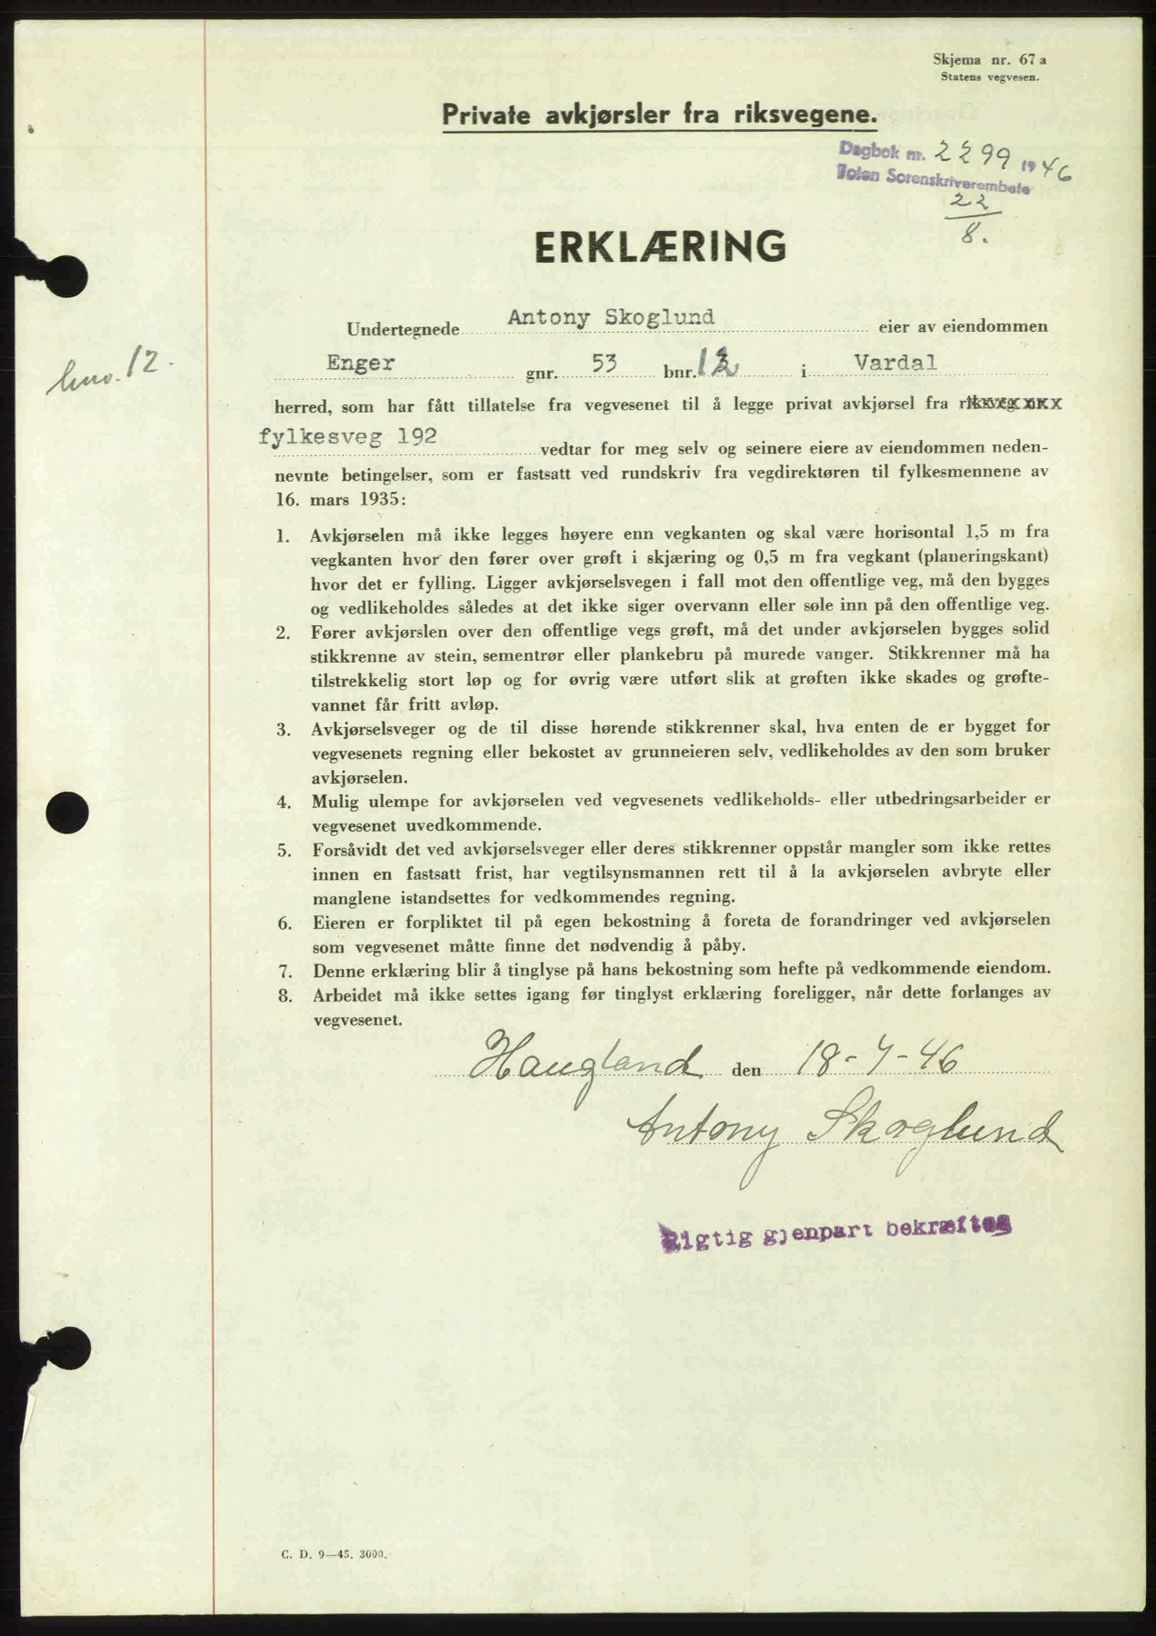 Skjema nr. 67 a
Statens vegvesen.
Private avkjørsler fra riksvegene.
Dagbok nr. 2299 1946
Toten Sorenskriverembete
22
8.
ERKLÆRING
Undertegnede Antony Skoglund eier av eiendommen
Enger gnr. 53 bnr. 12 i Vardal
bnr. 12.
herred, som har fått tillatelse fra vegvesenet til å legge privat avkjørsel fra riksveg nr.
fylkesveg 192 vedtar for meg selv og seinere eiere av eiendommen neden-
nevnte betingelser, som er fastsatt ved rundskriv fra vegdirektøren til fylkesmennene av
16. mars 1935:
1. Avkjørselen må ikke legges høyere enn vegkanten og skal være horisontal 1,5 m fra
vegkanten hvor den fører over grøft i skjæring og 0,5 m fra vegkant (planeringskant)
hvor det er fylling. Ligger avkjørselsvegen i fall mot den offentlige veg, må den bygges
og vedlikeholdes således at det ikke siger overvann eller søle inn på den offentlige veg.
2. Fører avkjørslen over den offentlige vegs grøft, må det under avkjørselen bygges solid
stikkrenne av stein, sementrør eller plankebru på murede vanger. Stikkrenner må ha
tilstrekkelig stort løp og for øvrig være utført slik at grøften ikke skades og grøfte-
vannet får fritt avløp.
3. Avkjørselsveger og de til disse hørende stikkrenner skal, hva enten de er bygget for
vegvesenets regning eller bekostet av grunneieren selv, vedlikeholdes av den som bruker
avkjørselen.
4. Mulig ulempe for avkjørselen ved vegvesenets vedlikeholds- eller utbedringsarbeider er
vegvesenet uvedkommende.
5. Forsåvidt det ved avkjørselsveger eller deres stikkrenner oppstår mangler som ikke rettes
innen en fastsatt frist, har vegtilsynsmannen rett til å la avkjørselen avbryte eller
manglene istandsettes for vedkommendes regning.
6. Eieren er forpliktet til på egen bekostning å foreta de forandringer ved avkjørselen
som vegvesenet måtte finne det nødvendig å påby.
7. Denne erklæring blir å tinglyse på hans bekostning som hefte på vedkommende eiendom.
8. Arbeidet må ikke settes igang før tinglyst erklæring foreligger, når dette forlanges av
vegvesenet.
Haugland den 18-7-46
Antony Skoglund
Rigtig gjenpart bekræftes
C. D. 9—45. 3000.